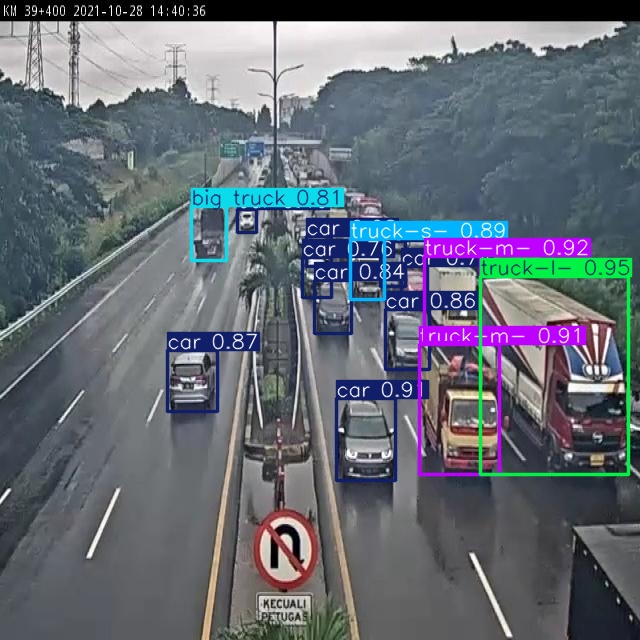 KM 39+400 2021-10-28 14:40:36
big truck 0.81
car
truck-s- 0.89
car 0.76
truck-m- 0.92
car 0.84
truck-l- 0.95
car 0.86
car 0.87
truck-m- 0.91
car 0.91
KECUALI
PETUGAS